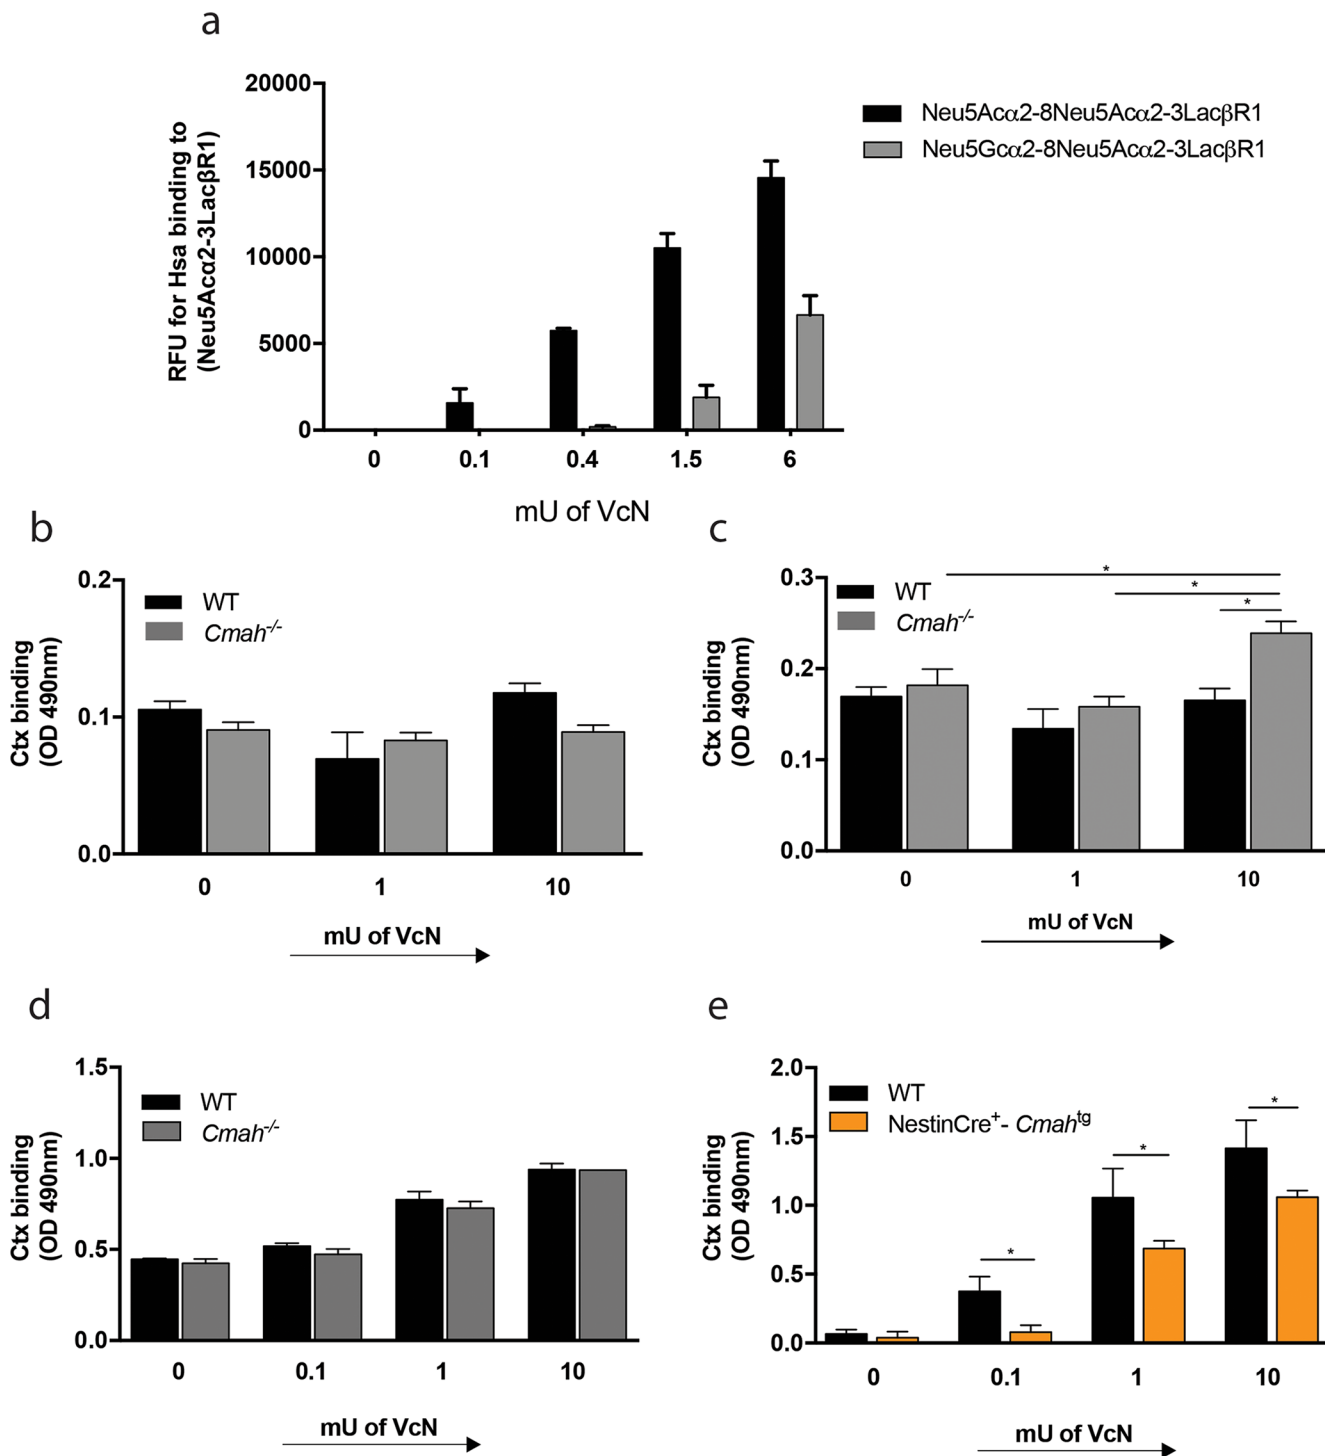 a
20000
15000
10000
5000
0
RFU for Hsa binding to
(Neu5Acα2-3LacβR1)
Neu5Acα2-8Neu5Acα2-3LacβR1
Neu5Gcα2-8Neu5Acα2-3LacβR1
0 0.1 0.4 1.5 6
mU of VcN
b
0.2
0.1
0.0
Ctx binding
(OD 490nm)
WT
Cmah-/-
0 1 10
mU of VcN
c
0.3
0.2
0.1
0.0
Ctx binding
(OD 490nm)
WT
Cmah-/-
*
*
*
0 1 10
mU of VcN
d
1.5
1.0
0.5
0.0
Ctx binding
(OD 490nm)
WT
Cmah-/-
0 0.1 1 10
mU of VcN
e
2.0
1.5
1.0
0.5
0.0
Ctx binding
(OD 490nm)
WT
NestinCre+- Cmahtg
*
*
*
0 0.1 1 10
mU of VcN